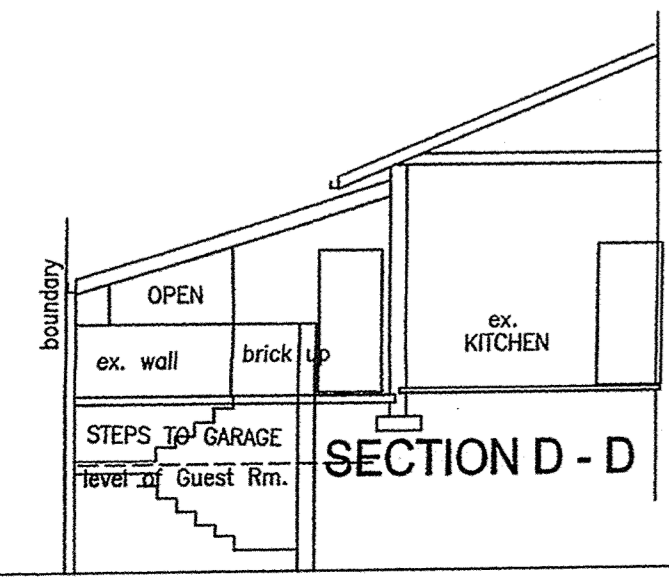 boundary
OPEN
ex. wall
brick up
ex.
KITCHEN
STEPS TO GARAGE
level of Guest Rm.
SECTION D - D